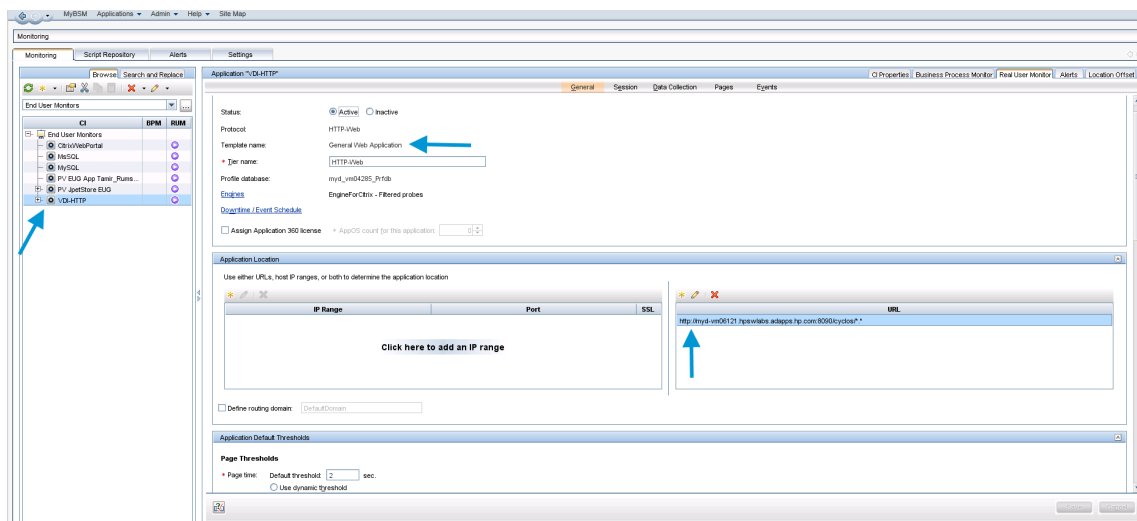 MyBSM Applications Admin Help Site Map
Monitoring
Monitoring Script Repository Alerts Settings
Browse Search and Replace
Application "VDI-HTTP"
CI Properties Business Process Monitor Real User Monitor Alerts Location Offset
General Session Data Collection Pages Events
End User Monitors ...
CI BPM RUM
End User Monitors
CitrixWebPortal
MsSQL
MySQL
PV EUG App Tamir_Rums...
PV JpetStore EUG
VDI-HTTP
Status: Active Inactive
Protocol: HTTP-Web
Template name: General Web Application
* Tier name: HTTP-Web
Profile database: myd_vm04285_Prfdb
Engines EngineForCitrix - Filtered probes
Downtime / Event Schedule
Assign Application 360 license * AppOS count for this application: 0
Application Location
Use either URLs, host IP ranges, or both to determine the application location
IP Range Port SSL
Click here to add an IP range
URL
http://myd-vm06121.hpswlabs.adapps.hp.com:8090/cyclos/*.*
Define routing domain: DefaultDomain
Application Default Thresholds
Page Thresholds
* Page time: Default threshold: 2 sec.
Use dynamic threshold